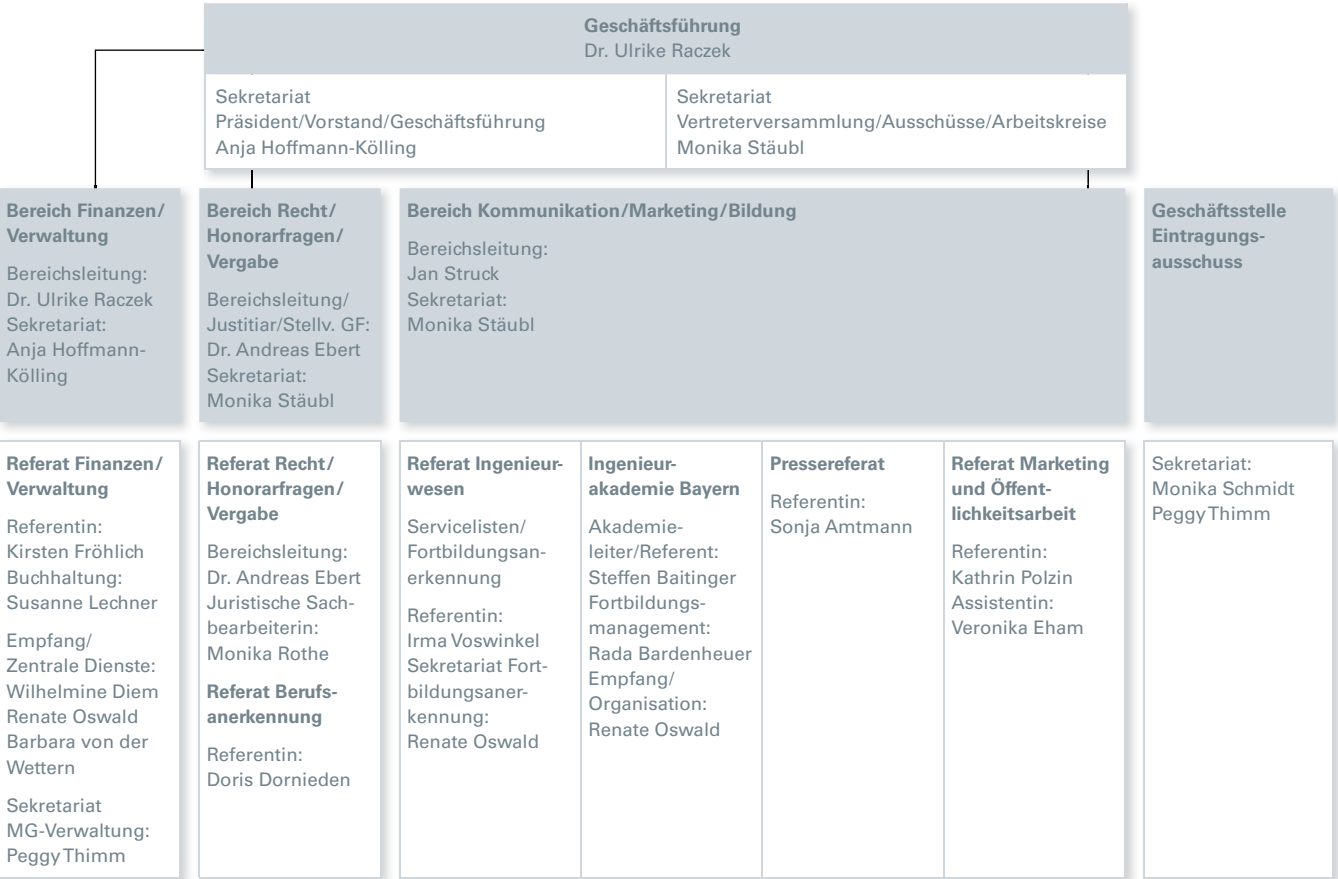 Geschäftsführung
Dr. Ulrike Raczek
Sekretariat
Präsident/Vorstand/Geschäftsführung
Anja Hoffmann-Kölling
Sekretariat
Vertreterversammlung/Ausschüsse/Arbeitskreise
Monika Stäubl
Bereich Finanzen/
Verwaltung
Bereichsleitung:
Dr. Ulrike Raczek
Sekretariat:
Anja Hoffmann-
Kölling
Bereich Recht/
Honorarfragen/
Vergabe
Bereichsleitung/
Justitiar/Stellv. GF:
Dr. Andreas Ebert
Sekretariat:
Monika Stäubl
Bereich Kommunikation/Marketing/Bildung
Bereichsleitung:
Jan Struck
Sekretariat:
Monika Stäubl
Geschäftsstelle
Eintragungs-
ausschuss
Referat Finanzen/
Verwaltung
Referentin:
Kirsten Fröhlich
Buchhaltung:
Susanne Lechner
Empfang/
Zentrale Dienste:
Wilhelmine Diem
Renate Oswald
Barbara von der
Wettern
Sekretariat
MG-Verwaltung:
Peggy Thimm
Referat Recht/
Honorarfragen/
Vergabe
Bereichsleitung:
Dr. Andreas Ebert
Juristische Sach-
bearbeiterin:
Monika Rothe
Referat Berufs-
anerkennung
Referentin:
Doris Dornieden
Referat Ingenieur-
wesen
Servicelisten/
Fortbildungsan-
erkennung
Referentin:
Irma Voswinkel
Sekretariat Fort-
bildungsaner-
kennung:
Renate Oswald
Ingenieur-
akademie Bayern
Akademie-
leiter/Referent:
Steffen Baitinger
Fortbildungs-
management:
Rada Bardenheuer
Empfang/
Organisation:
Renate Oswald
Pressereferat
Referentin:
Sonja Amtmann
Referat Marketing
und Öffent-
lichkeitsarbeit
Referentin:
Kathrin Polzin
Assistentin:
Veronika Eham
Sekretariat:
Monika Schmidt
Peggy Thimm